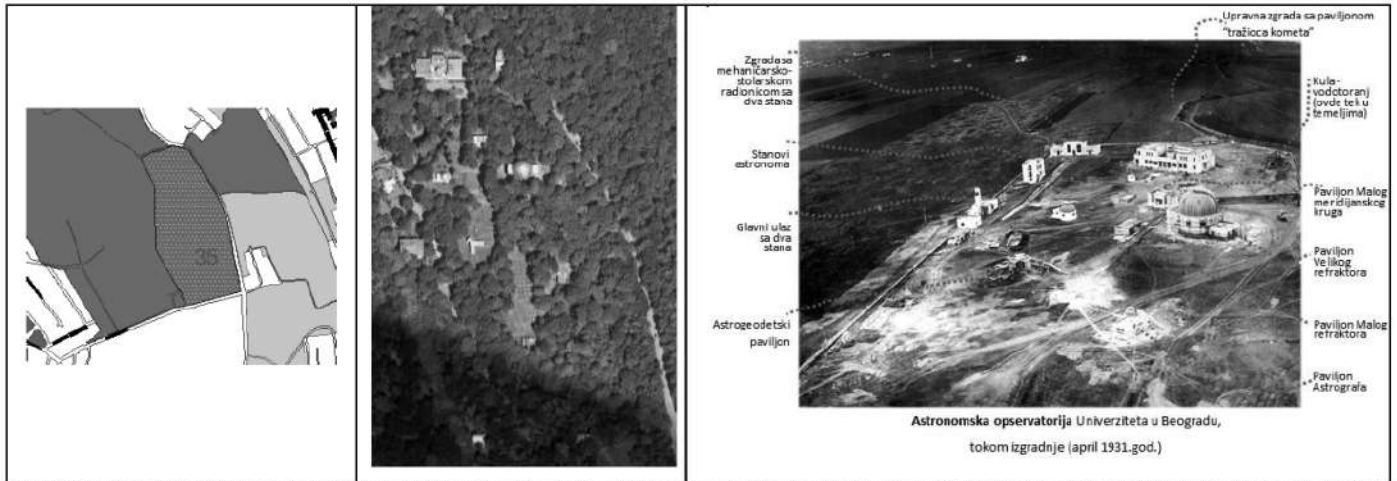 35
Upravna zgrada sa paviljonom
"tražioca kometa"
Zgrada sa
mehaničarsko-
stolarskom
radionicom sa
dva stana
Kula-
vodotoranj
(ovde tek u
temeljima)
Stanovi
astronoma
Paviljon Malog
meridijanskog
kruga
Glavni ulaz
sa dva
stana
Paviljon
Velikog
refraktora
Astrogeodetski
paviljon
Paviljon Malog
refraktora
Paviljon
Astrografa
Astronomska opservatorija Univerziteta u Beogradu,
tokom izgradnje (april 1931.god.)